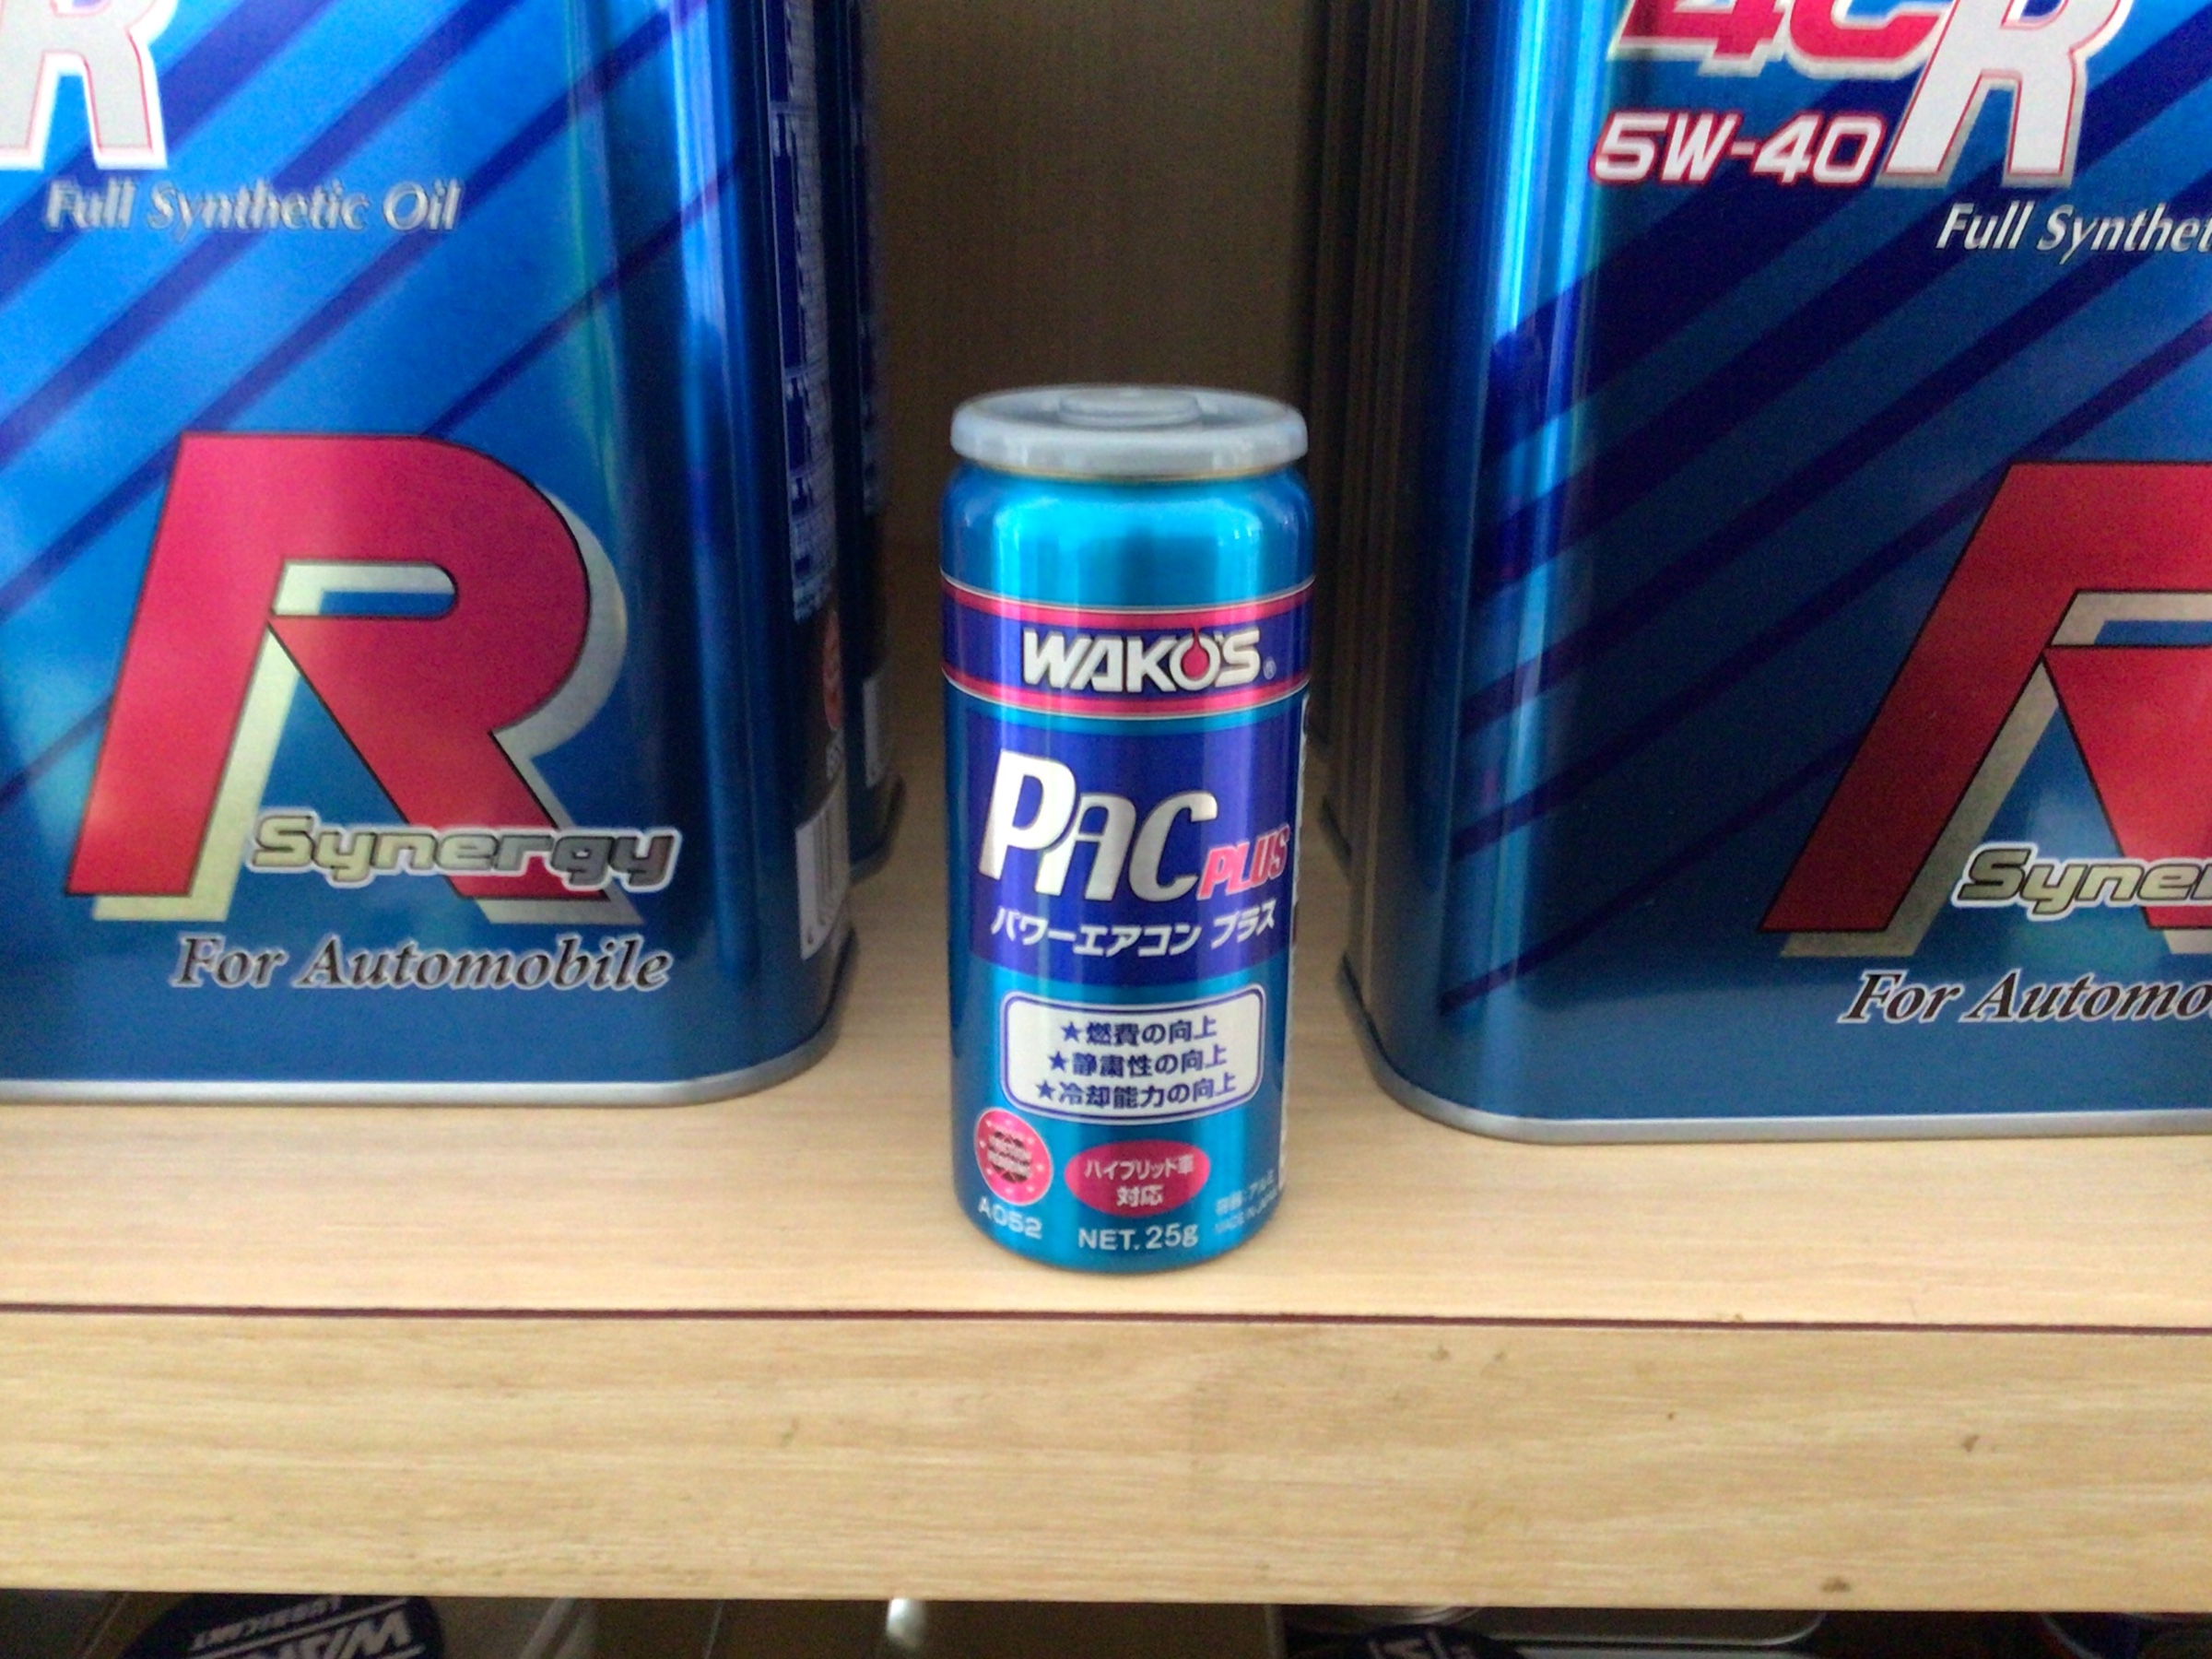 R
Full Synthetic Oil
R
Synergy
For Automobile
WAKO'S®
PAC PLUS
パワーエアコン プラス
★燃費の向上
★静粛性の向上
★冷却能力の向上
ハイブリッド車
対応
A052
NET. 25g
4CR
5W-40
Full Synthet
R
Syner
For Automo